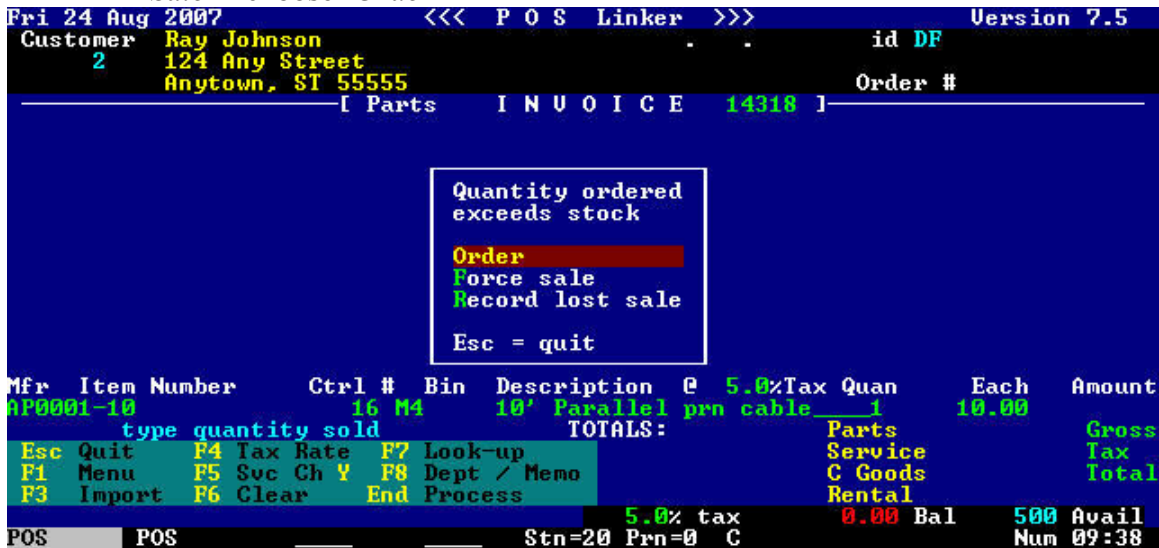 Fri 24 Aug 2007 <<< P O S Linker >>> Version 7.5
Customer Ray Johnson . . id DF
2 124 Any Street
Anytown, ST 55555 Order #
[ Parts I N V O I C E 14318 ]
Quantity ordered
exceeds stock
Order
Force sale
Record lost sale
Esc = quit
Mfr Item Number Ctrl # Bin Description @ 5.0%Tax Quan Each Amount
AP0001-10 16 M4 10' Parallel prn cable____1 10.00
type quantity sold TOTALS: Parts Gross
Esc Quit F4 Tax Rate F7 Look-up Service Tax
F1 Menu F5 Svc Ch Y F8 Dept / Memo C Goods Total
F3 Import F6 Clear End Process Rental
5.0% tax 0.00 Bal 500 Avail
POS POS ____ ____ Stn=20 Prn=0 C Num 09:38